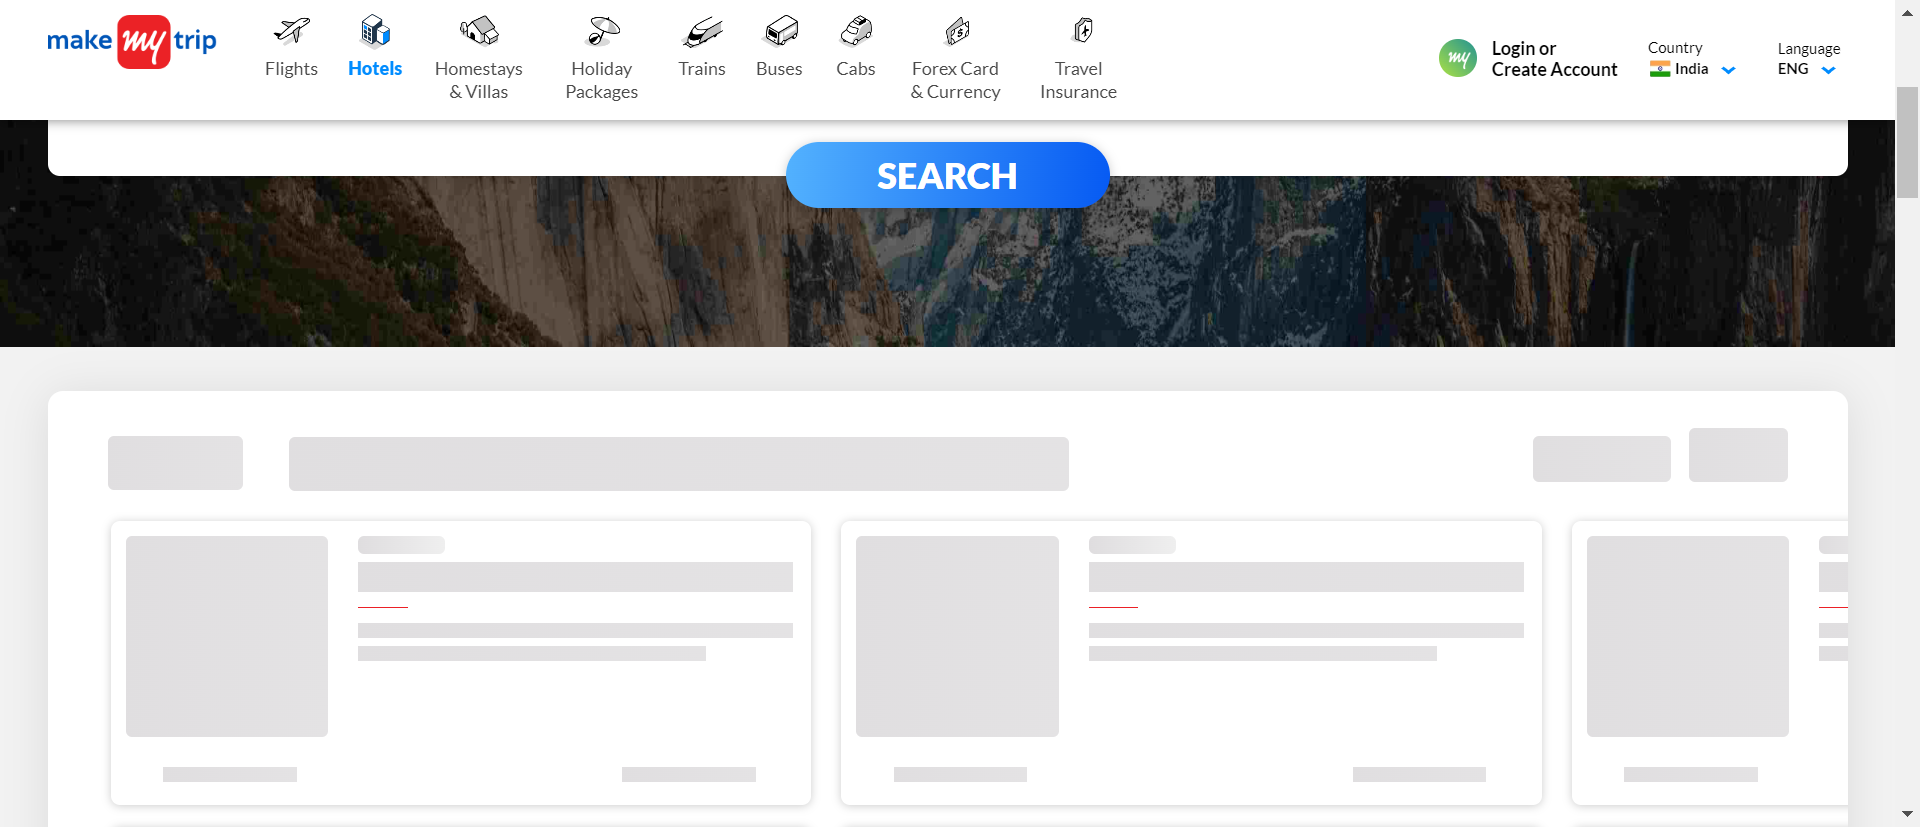 make my trip
Flights
Hotels
Homestays
& Villas
Holiday
Packages
Trains
Buses
Cabs
Forex Card
& Currency
Travel
Insurance
my
Login or
Create Account
Country
India
Language
ENG
SEARCH